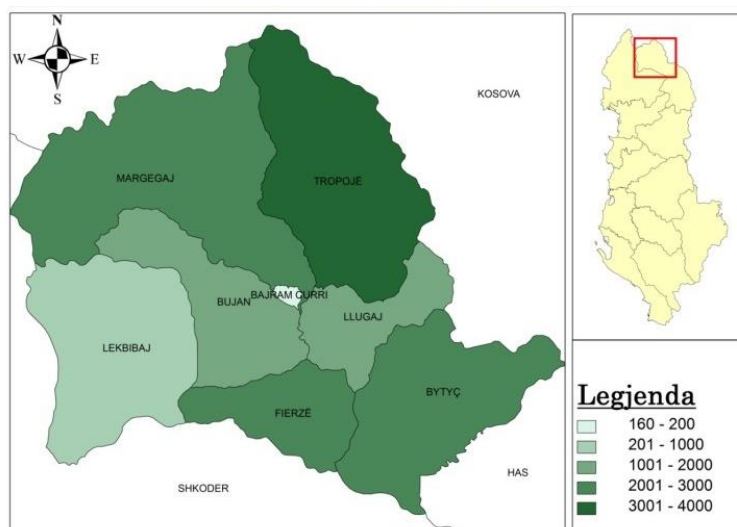 N
W E
S
KOSOVA
MARGEGAJ
TROPOJË
BAJRAM CURRI
BUJAN
LLUGAJ
LEKBIBAJ
BYTYÇ
FIERZË
HAS
SHKODER
Legjenda
160 - 200
201 - 1000
1001 - 2000
2001 - 3000
3001 - 4000